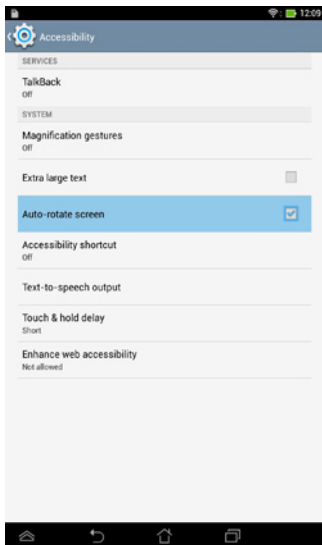 12:09
Accessibility
SERVICES
TalkBack
Off
SYSTEM
Magnification gestures
Off
Extra large text
Auto-rotate screen
Accessibility shortcut
Off
Text-to-speech output
Touch & hold delay
Short
Enhance web accessibility
Not allowed